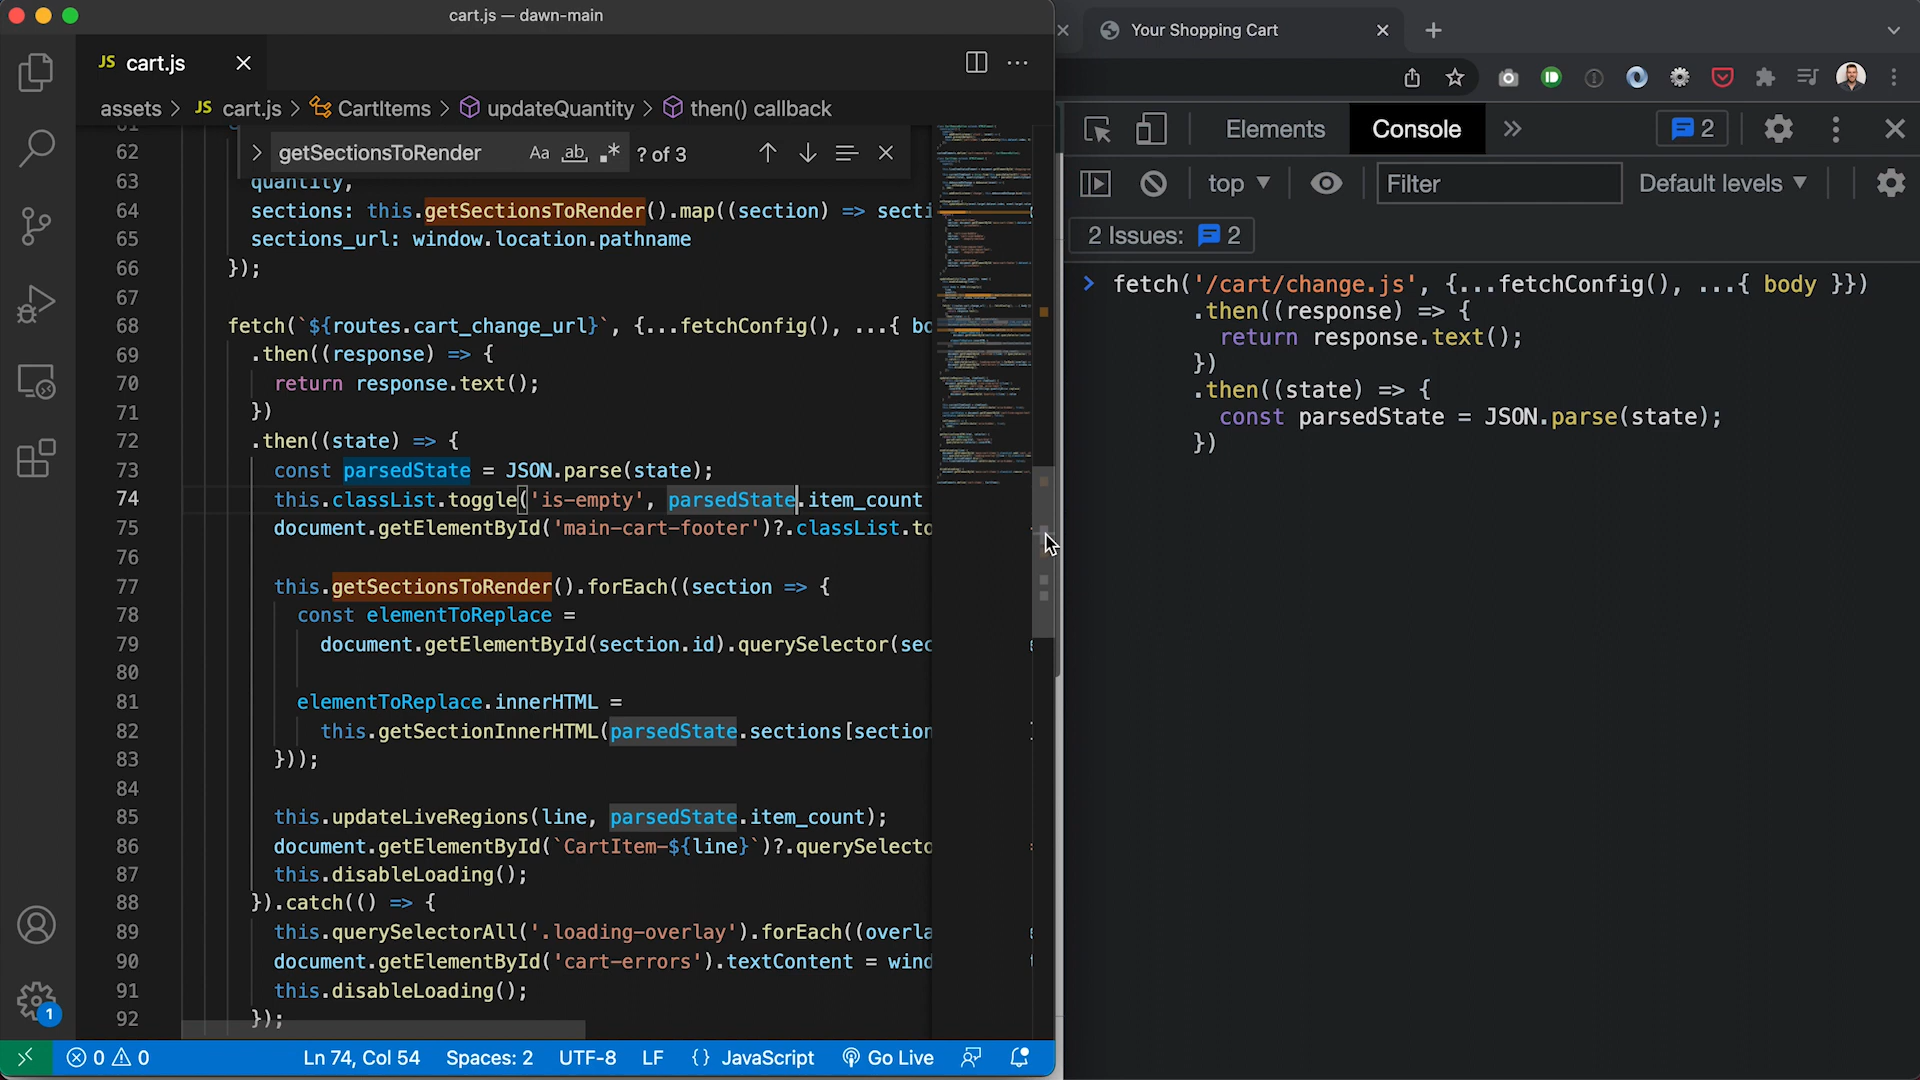 cart.js — dawn-main
JS cart.js
assets > JS cart.js > CartItems > updateQuantity > then() callback
getSectionsToRender Aa ab ? of 3
62
63 quantity,
64 sections: this.getSectionsToRender().map((section) => secti
65 sections_url: window.location.pathname
66 });
67
68 fetch(`${routes.cart_change_url}`, {...fetchConfig(), ...{ bo
69 .then((response) => {
70 return response.text();
71 })
72 .then((state) => {
73 const parsedState = JSON.parse(state);
74 this.classList.toggle('is-empty', parsedState.item_count
75 document.getElementById('main-cart-footer')?.classList.to
76
77 this.getSectionsToRender().forEach((section => {
78 const elementToReplace =
79 document.getElementById(section.id).querySelector(sec
80
81 elementToReplace.innerHTML =
82 this.getSectionInnerHTML(parsedState.sections[section
83 }));
84
85 this.updateLiveRegions(line, parsedState.item_count);
86 document.getElementById(`CartItem-${line}`)?.querySelecto
87 this.disableLoading();
88 }).catch(() => {
89 this.querySelectorAll('.loading-overlay').forEach((overla
90 document.getElementById('cart-errors').textContent = wind
91 this.disableLoading();
92 });
1
0 0 Ln 74, Col 54 Spaces: 2 UTF-8 LF {} JavaScript Go Live
Your Shopping Cart
Elements Console » 2
top Filter Default levels
2 Issues: 2
> fetch('/cart/change.js', {...fetchConfig(), ...{ body }})
.then((response) => {
return response.text();
})
.then((state) => {
const parsedState = JSON.parse(state);
})